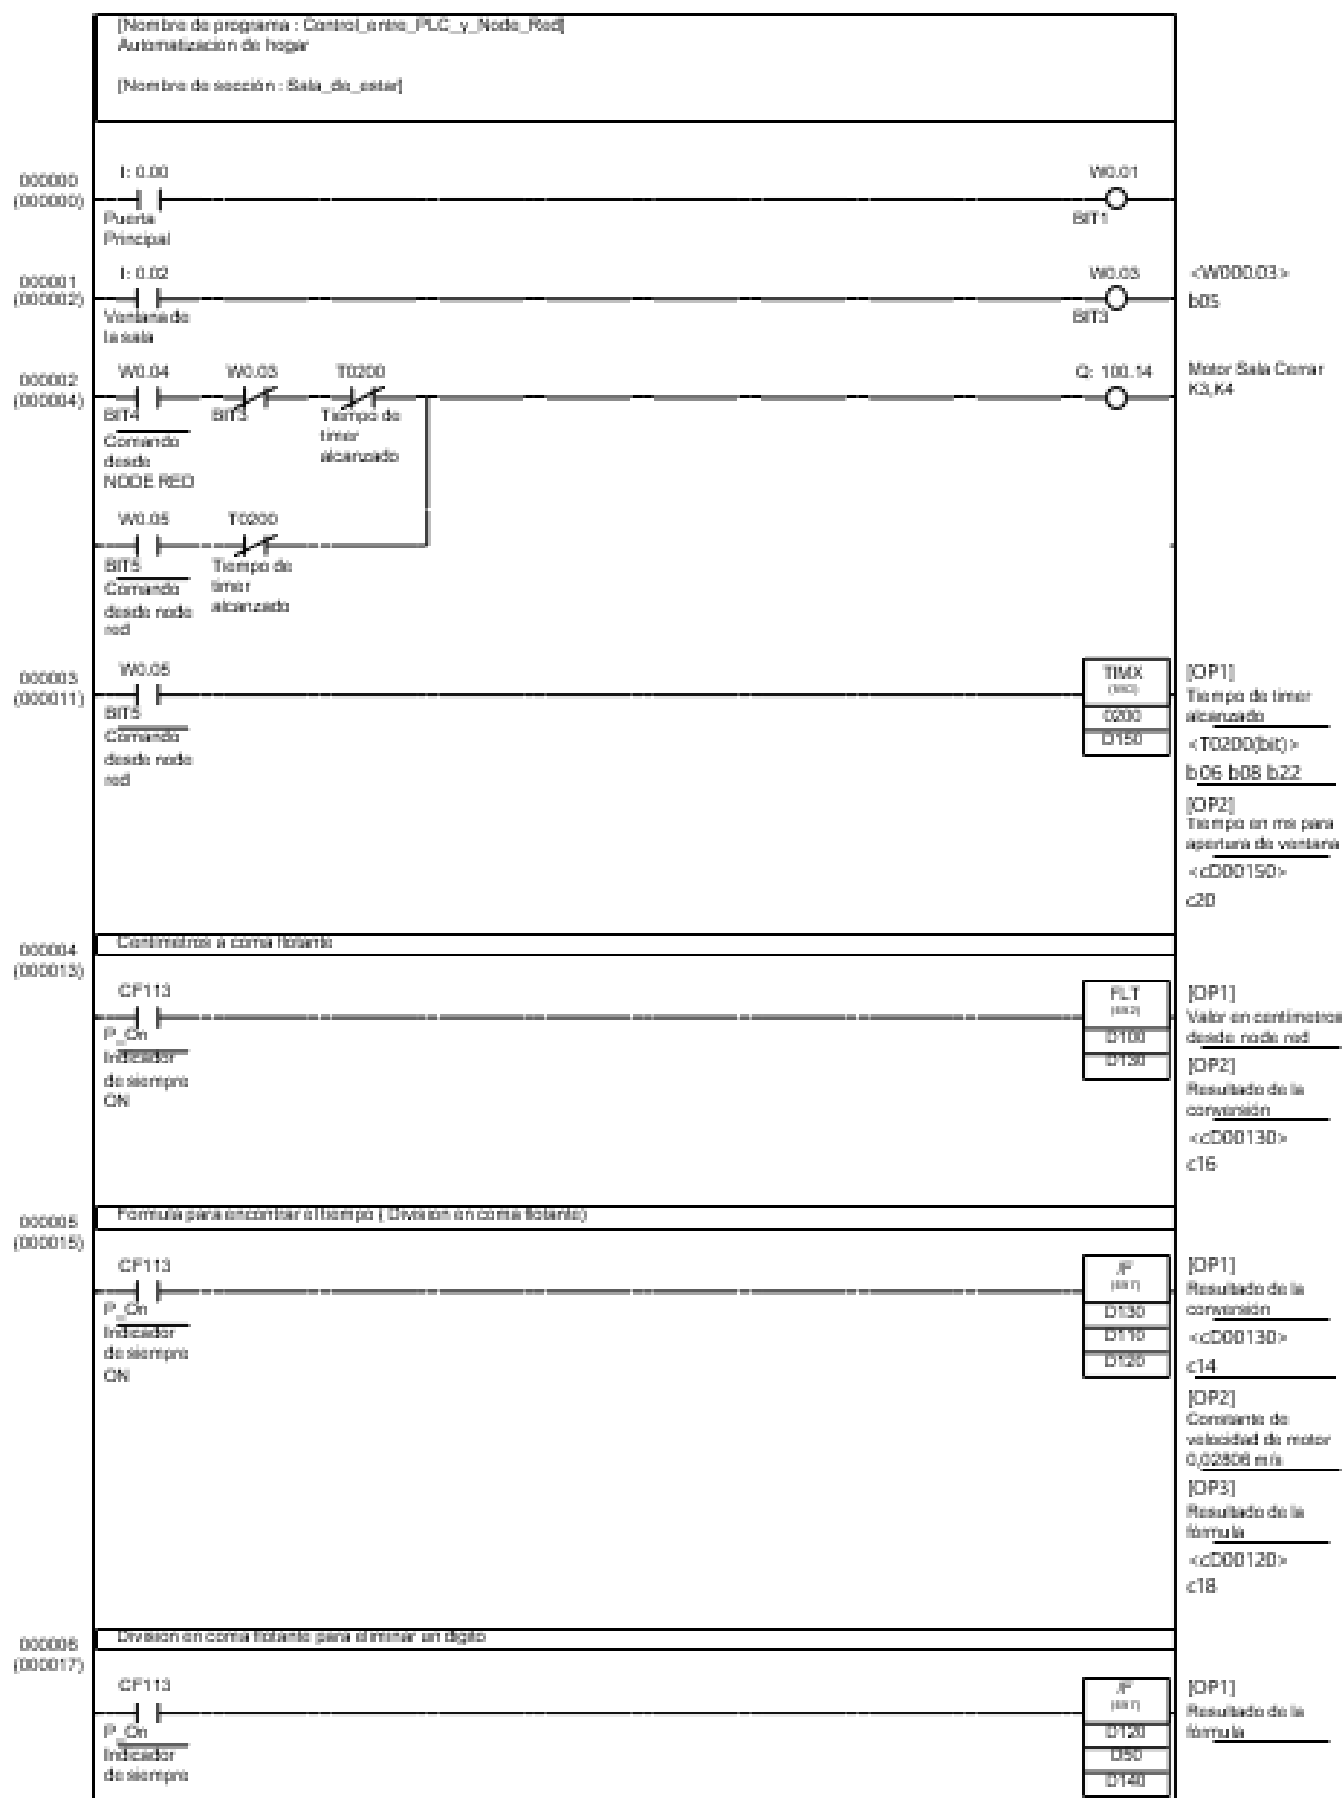 [Nombre de programa : Control_entre_PLC_y_Node_Red]
Automatizacion de hogar
[Nombre de sección : Sala_de_estar]
000000
(000000)
I: 0.00
Puerta
Principal
W0.01
BIT1
000001
(000002)
I: 0.02
Ventana de
la sala
W0.03
BIT3
<W000.03>
b05
000002
(000004)
W0.04
BIT4
Comando
desde
NODE RED
W0.03
BIT3
T0200
Tiempo de
timer
alcanzado
Q: 100.14
Motor Sala Cerrar
K3,K4
W0.05
BIT5
Comando
desde node
red
T0200
Tiempo de
timer
alcanzado
000003
(000011)
W0.05
BIT5
Comando
desde node
red
TIMX
0200
D150
[OP1]
Tiempo de timer
alcanzado
<T0200(bit)>
b06 b08 b22
[OP2]
Tiempo en ms para
apertura de ventana
<cD00150>
c20
000004
(000013)
Centimetros a coma flotante
CF113
P_On
Indicador
de siempre
ON
FLT
D100
D130
[OP1]
Valor en centimetros
desde node red
[OP2]
Resultado de la
conversión
<cD00130>
c16
000005
(000015)
Formula para encontrar el tiempo ( Division en coma flotante)
CF113
P_On
Indicador
de siempre
ON
/F
D130
D110
D120
[OP1]
Resultado de la
conversión
<cD00130>
c14
[OP2]
Constante de
velocidad de motor
0,02806 m/s
[OP3]
Resultado de la
formula
<cD00120>
c18
000006
(000017)
Division en coma flotante para eliminar un digito
CF113
P_On
Indicador
de siempre
/F
D120
D50
D140
[OP1]
Resultado de la
formula